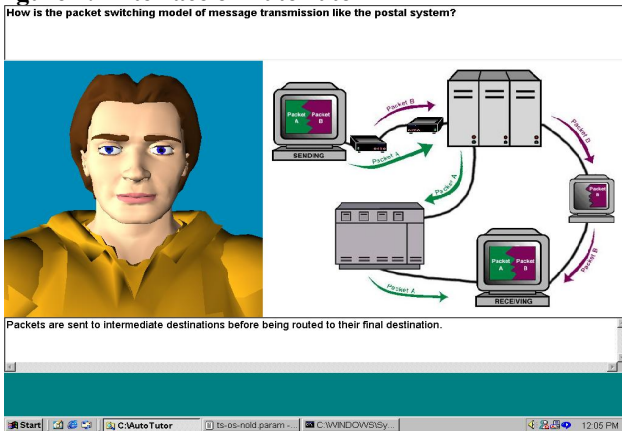 How is the packet switching model of message transmission like the postal system?
Packet A
Packet B
SENDING
Packet B
Packet A
Packet B
Packet A
Packet B
Packet B
Packet A
Packet A
Packet B
RECEIVING
Packets are sent to intermediate destinations before being routed to their final destination.
Start
C:\AutoTutor
ts-os-nold.param -...
C:\WINDOWS\Sy...
12:05 PM